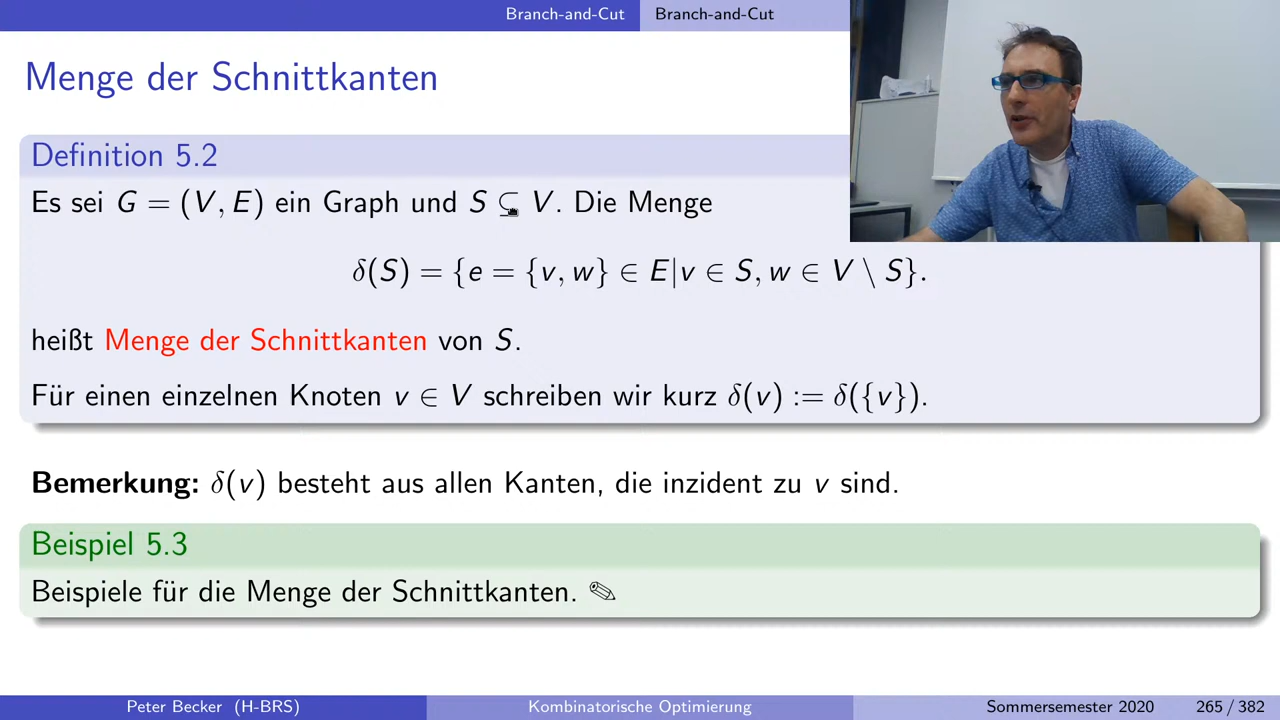 Branch-and-Cut Branch-and-Cut
Menge der Schnittkanten
Definition 5.2
Es sei G = (V, E) ein Graph und S ⊊ V. Die Menge
δ(S) = {e = {v, w} ∈ E|v ∈ S, w ∈ V \ S}.
heißt Menge der Schnittkanten von S.
Für einen einzelnen Knoten v ∈ V schreiben wir kurz δ(v) := δ({v}).
Bemerkung: δ(v) besteht aus allen Kanten, die inzident zu v sind.
Beispiel 5.3
Beispiele für die Menge der Schnittkanten. ✎
Peter Becker (H-BRS) Kombinatorische Optimierung Sommersemester 2020 265 / 382